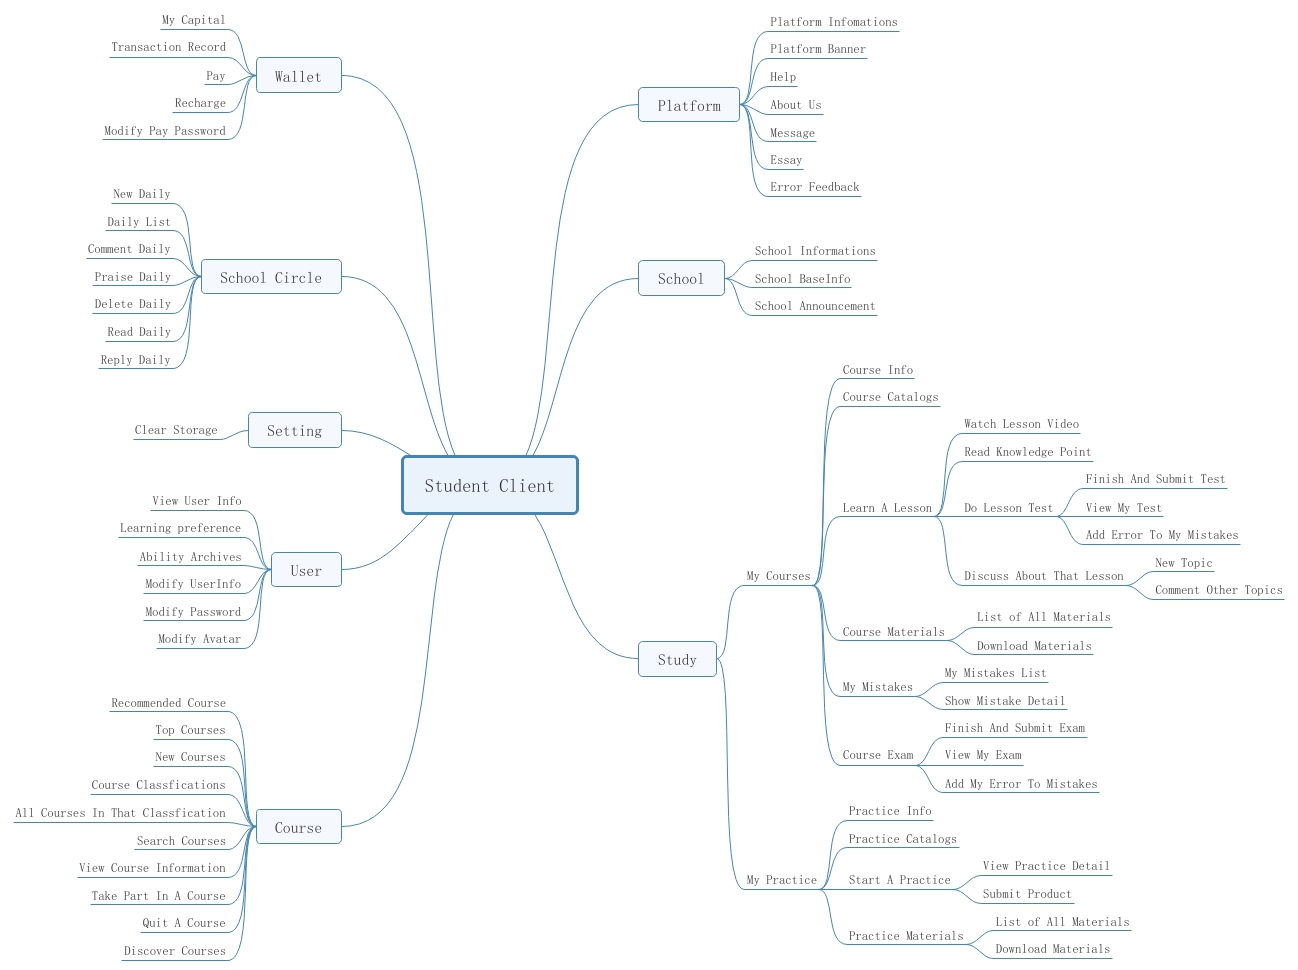 Student Client
Wallet
My Capital
Transaction Record
Pay
Recharge
Modify Pay Password
School Circle
New Daily
Daily List
Comment Daily
Praise Daily
Delete Daily
Read Daily
Reply Daily
Setting
Clear Storage
User
View User Info
Learning preference
Ability Archives
Modify UserInfo
Modify Password
Modify Avatar
Course
Recommended Course
Top Courses
New Courses
Course Classfications
All Courses In That Classfication
Search Courses
View Course Information
Take Part In A Course
Quit A Course
Discover Courses
Platform
Platform Infomations
Platform Banner
Help
About Us
Message
Essay
Error Feedback
School
School Informations
School BaseInfo
School Announcement
Study
My Courses
Course Info
Course Catalogs
Learn A Lesson
Watch Lesson Video
Read Knowledge Point
Do Lesson Test
Finish And Submit Test
View My Test
Add Error To My Mistakes
Discuss About That Lesson
New Topic
Comment Other Topics
Course Materials
List of All Materials
Download Materials
My Mistakes
My Mistakes List
Show Mistake Detail
Course Exam
Finish And Submit Exam
View My Exam
Add My Error To Mistakes
My Practice
Practice Info
Practice Catalogs
Start A Practice
View Practice Detail
Submit Product
Practice Materials
List of All Materials
Download Materials